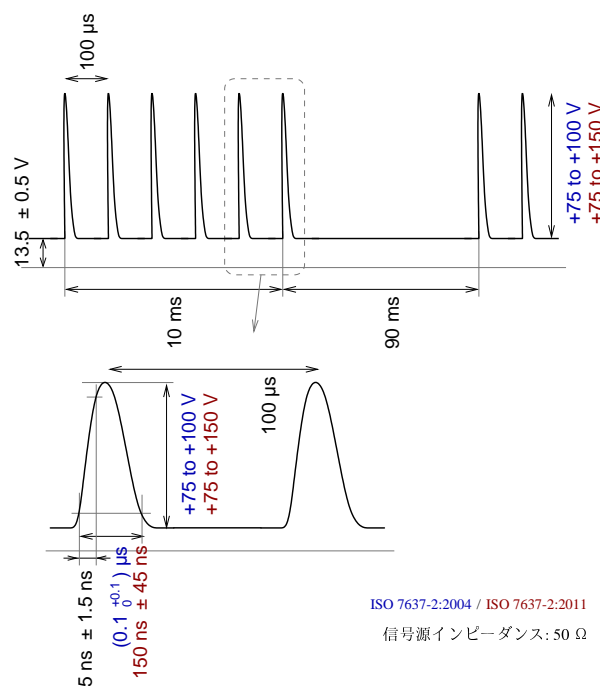 100 µs
13.5 ± 0.5 V
+75 to +100 V
+75 to +150 V
10 ms
90 ms
100 µs
+75 to +100 V
+75 to +150 V
5 ns ± 1.5 ns
(0.1 +0.1 0) µs
150 ns ± 45 ns
ISO 7637-2:2004 / ISO 7637-2:2011
信号源インピーダンス: 50 Ω